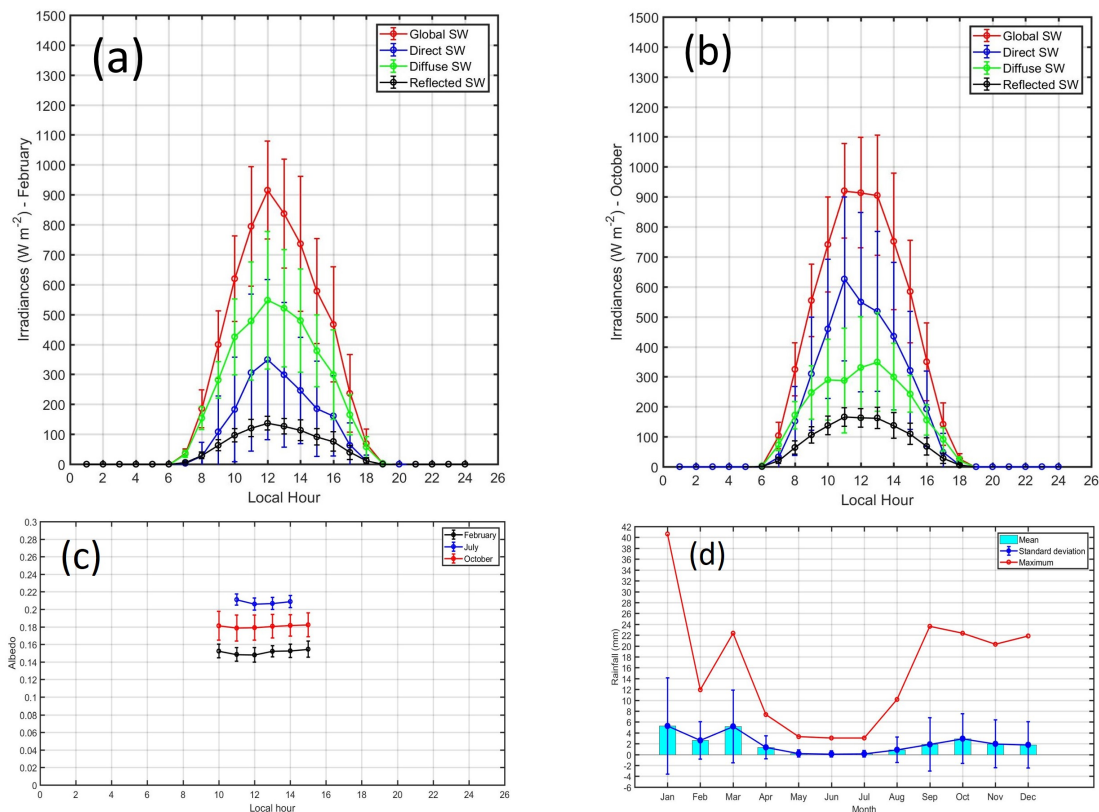 (a)
Global SW
Direct SW
Diffuse SW
Reflected SW
1500
1400
1300
1200
1100
1000
900
800
700
600
500
400
300
200
100
0
Irradiances (W m-2) - February
0 2 4 6 8 10 12 14 16 18 20 22 24 26
Local Hour
(b)
Global SW
Direct SW
Diffuse SW
Reflected SW
1500
1400
1300
1200
1100
1000
900
800
700
600
500
400
300
200
100
0
Irradiances (W m-2) - October
0 2 4 6 8 10 12 14 16 18 20 22 24 26
Local Hour
(c)
February
July
October
0.3
0.28
0.26
0.24
0.22
0.2
0.18
0.16
0.14
0.12
0.1
0.08
0.06
0.04
0.02
0
Albedo
0 2 4 6 8 10 12 14 16 18 20 22 24 26
Local hour
(d)
Mean
Standard deviation
Maximum
42
40
38
36
34
32
30
28
26
24
22
20
18
16
14
12
10
8
6
4
2
0
-2
-4
-6
Rainfall (mm)
Jan Feb Mar Apr May Jun Jul Aug Sep Oct Nov Dec
Month